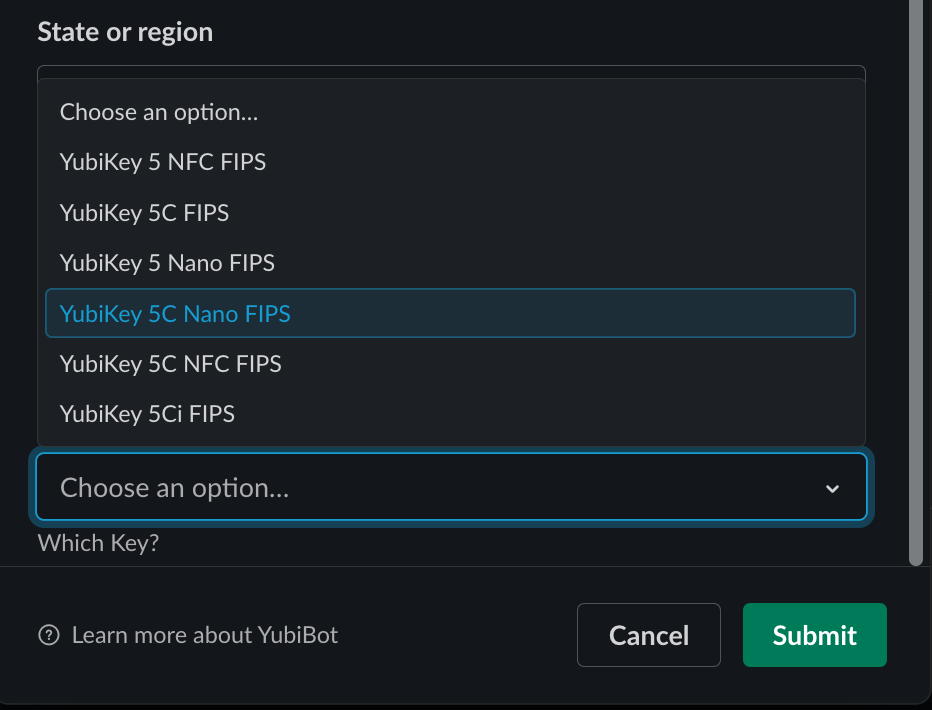 State or region
Choose an option...
YubiKey 5 NFC FIPS
YubiKey 5C FIPS
YubiKey 5 Nano FIPS
YubiKey 5C Nano FIPS
YubiKey 5C NFC FIPS
YubiKey 5Ci FIPS
Choose an option...
Which Key?
? Learn more about YubiBot
Cancel
Submit